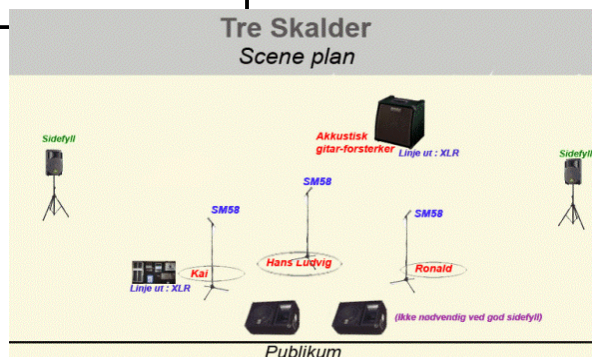 Tre Skalder
Scene plan
Akkustisk
gitar-forsterker
Linje ut : XLR
Sidefyll
Sidefyll
SM58
SM58
SM58
Kai
Hans Ludvig
Ronald
Linje ut : XLR
(Ikke nødvendig ved god sidefyll)
Publikum